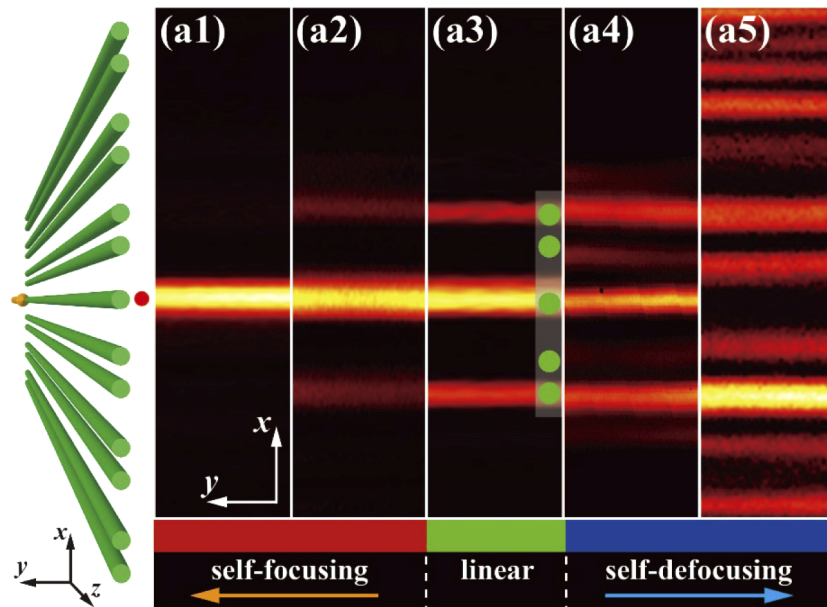 (a1) (a2) (a3) (a4) (a5)
x
y
x
y
z
self-focusing linear self-defocusing